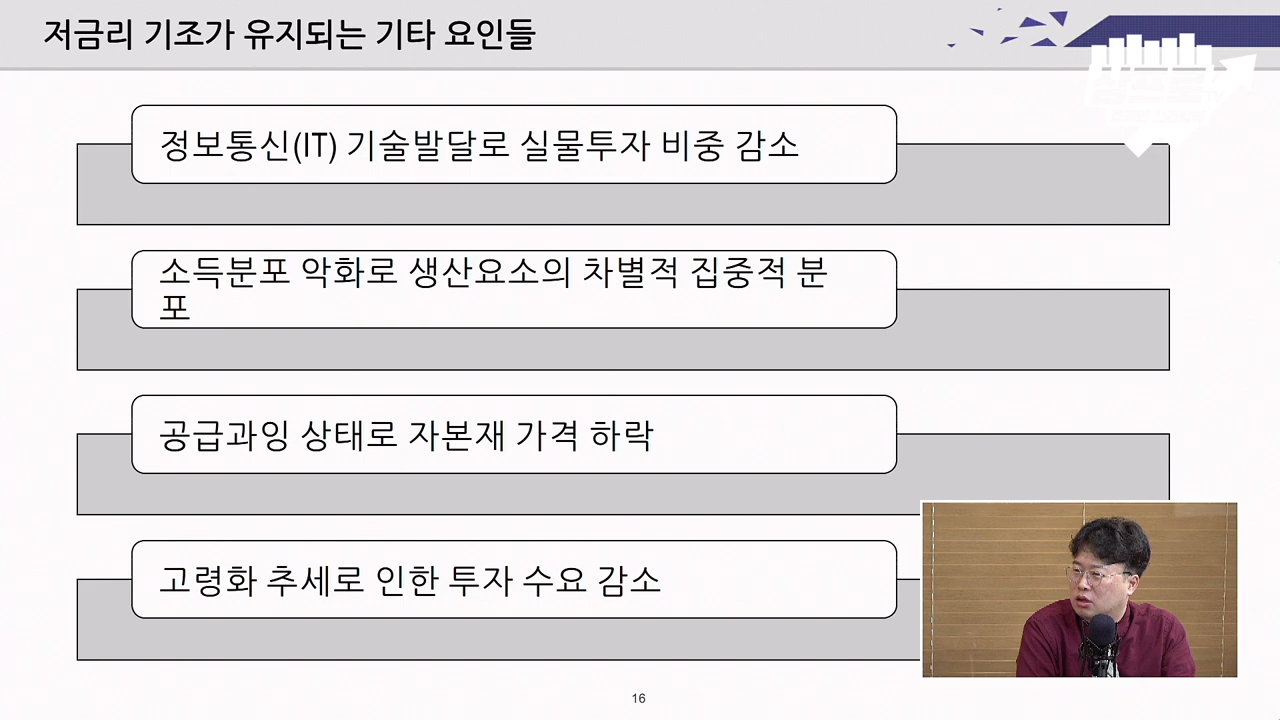 저금리 기조가 유지되는 기타 요인들
정보통신(IT) 기술발달로 실물투자 비중 감소
소득분포 악화로 생산요소의 차별적 집중적 분
포
공급과잉 상태로 자본재 가격 하락
고령화 추세로 인한 투자 수요 감소
16